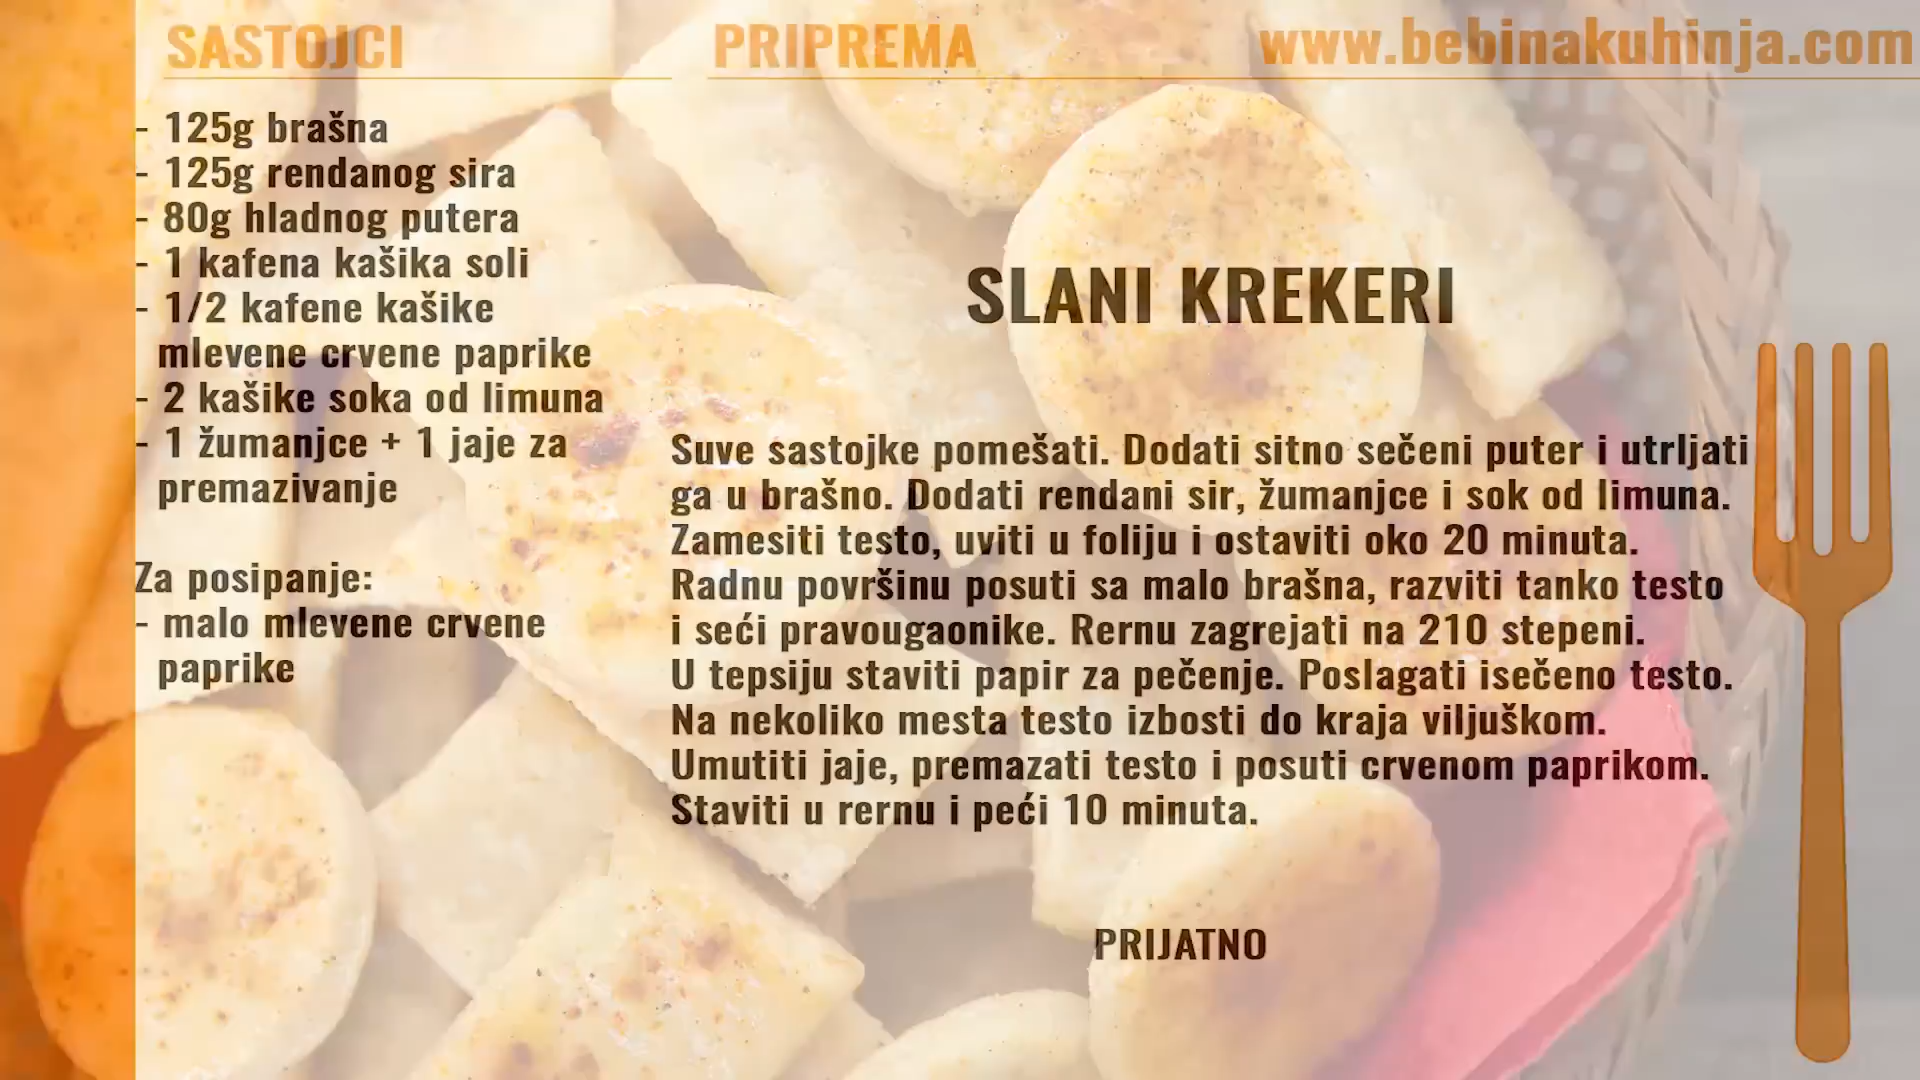 SASTOJCI
PRIPREMA
www.bebinakuhinja.com
- 125g brašna
- 125g rendanog sira
- 80g hladnog putera
- 1 kafena kašika soli
- 1/2 kafene kašike
mlevene crvene paprike
- 2 kašike soka od limuna
- 1 žumanjce + 1 jaje za
premazivanje
Za posipanje:
- malo mlevene crvene
paprike
SLANI KREKERI
Suve sastojke pomešati. Dodati sitno sečeni puter i utrljati
ga u brašno. Dodati rendani sir, žumanjce i sok od limuna.
Zamesiti testo, uviti u foliju i ostaviti oko 20 minuta.
Radnu površinu posuti sa malo brašna, razviti tanko testo
i seći pravougaonike. Rernu zagrejati na 210 stepeni.
U tepsiju staviti papir za pečenje. Poslagati isečeno testo.
Na nekoliko mesta testo izbosti do kraja viljuškom.
Umutiti jaje, premazati testo i posuti crvenom paprikom.
Staviti u rernu i peći 10 minuta.
PRIJATNO